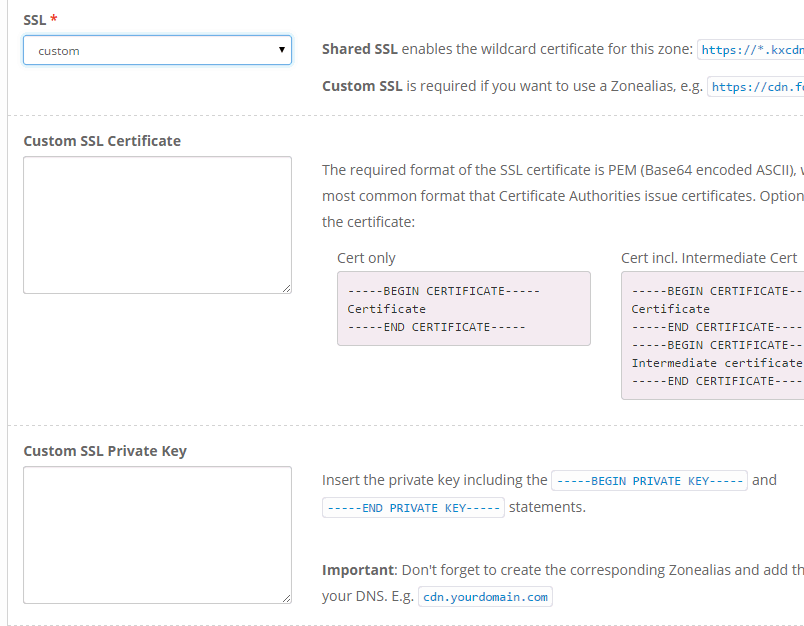 SSL *
custom
Shared SSL enables the wildcard certificate for this zone: https://*.kxcdn
Custom SSL is required if you want to use a Zonealias, e.g. https://cdn.fo
Custom SSL Certificate
The required format of the SSL certificate is PEM (Base64 encoded ASCII),
most common format that Certificate Authorities issue certificates. Option
the certificate:
Cert only
-----BEGIN CERTIFICATE-----
Certificate
-----END CERTIFICATE-----
Cert incl. Intermediate Cert
-----BEGIN CERTIFICATE--
Certificate
-----END CERTIFICATE----
-----BEGIN CERTIFICATE--
Intermediate certificate
-----END CERTIFICATE----
Custom SSL Private Key
Insert the private key including the -----BEGIN PRIVATE KEY----- and
-----END PRIVATE KEY----- statements.
Important: Don't forget to create the corresponding Zonealias and add th
your DNS. E.g. cdn.yourdomain.com